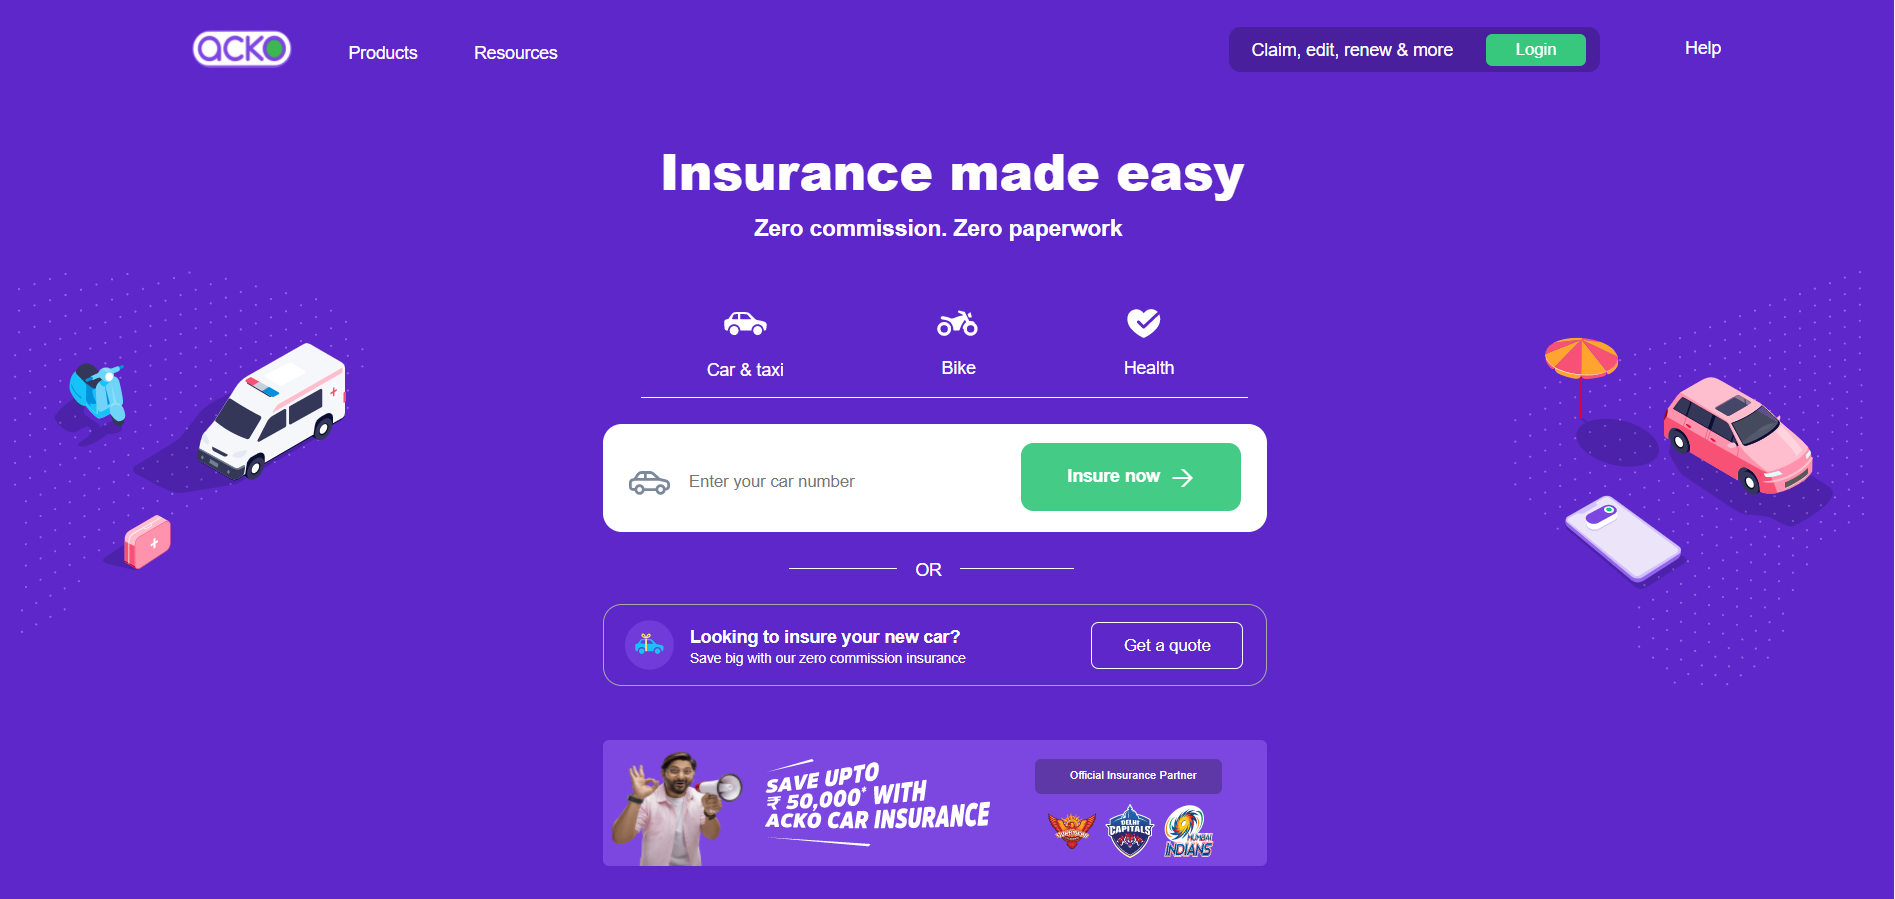 acko
Products
Resources
Claim, edit, renew & more
Login
Help
Insurance made easy
Zero commission. Zero paperwork
Car & taxi
Bike
Health
Enter your car number
Insure now
OR
Looking to insure your new car?
Save big with our zero commission insurance
Get a quote
SAVE UPTO
₹ 50,000* WITH
ACKO CAR INSURANCE
Official Insurance Partner
DELHI
CAPITALS
MUMBAI
INDIANS